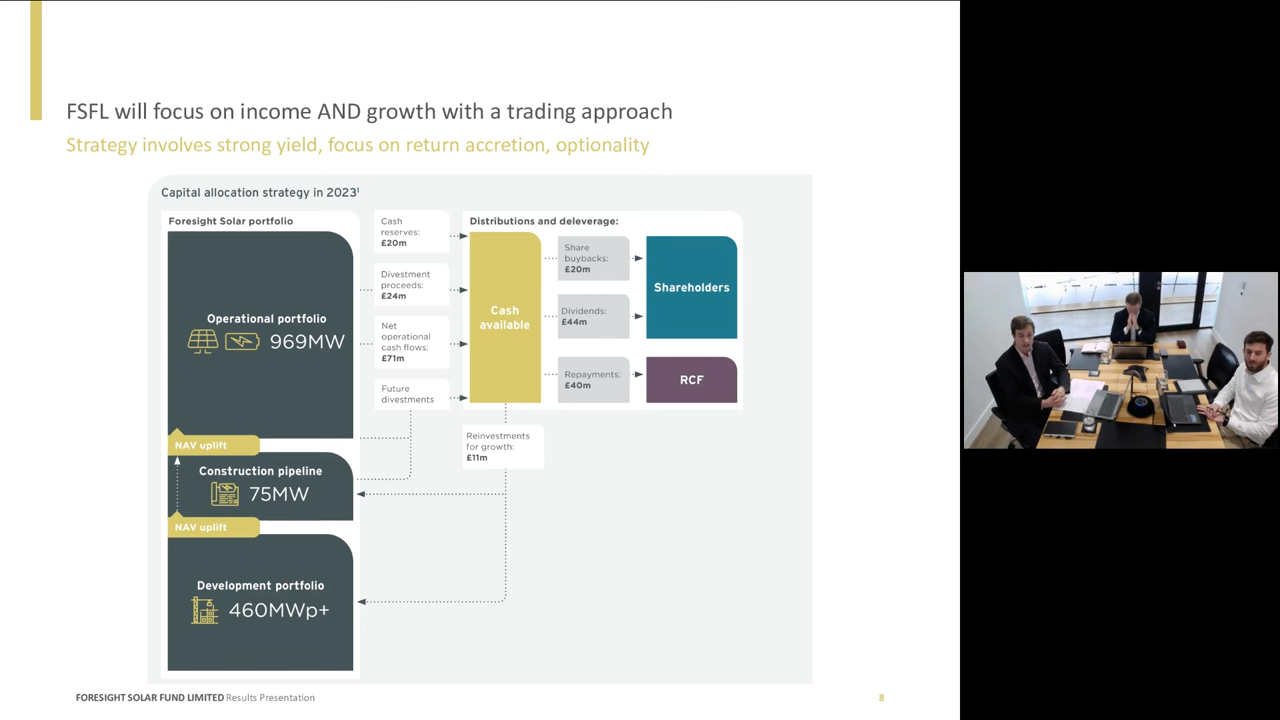 FSFL will focus on income AND growth with a trading approach
Strategy involves strong yield, focus on return accretion, optionality
Capital allocation strategy in 2023¹
Foresight Solar portfolio
Operational portfolio
969MW
NAV uplift
Construction pipeline
75MW
NAV uplift
Development portfolio
460MWp+
Cash
reserves:
£20m
Divestment
proceeds:
£24m
Net
operational
cash flows:
£71m
Future
divestments
Distributions and deleverage:
Cash
available
Share
buybacks:
£20m
Dividends:
£44m
Repayments:
£40m
Shareholders
RCF
Reinvestments
for growth:
£11m
FORESIGHT SOLAR FUND LIMITED Results Presentation
8